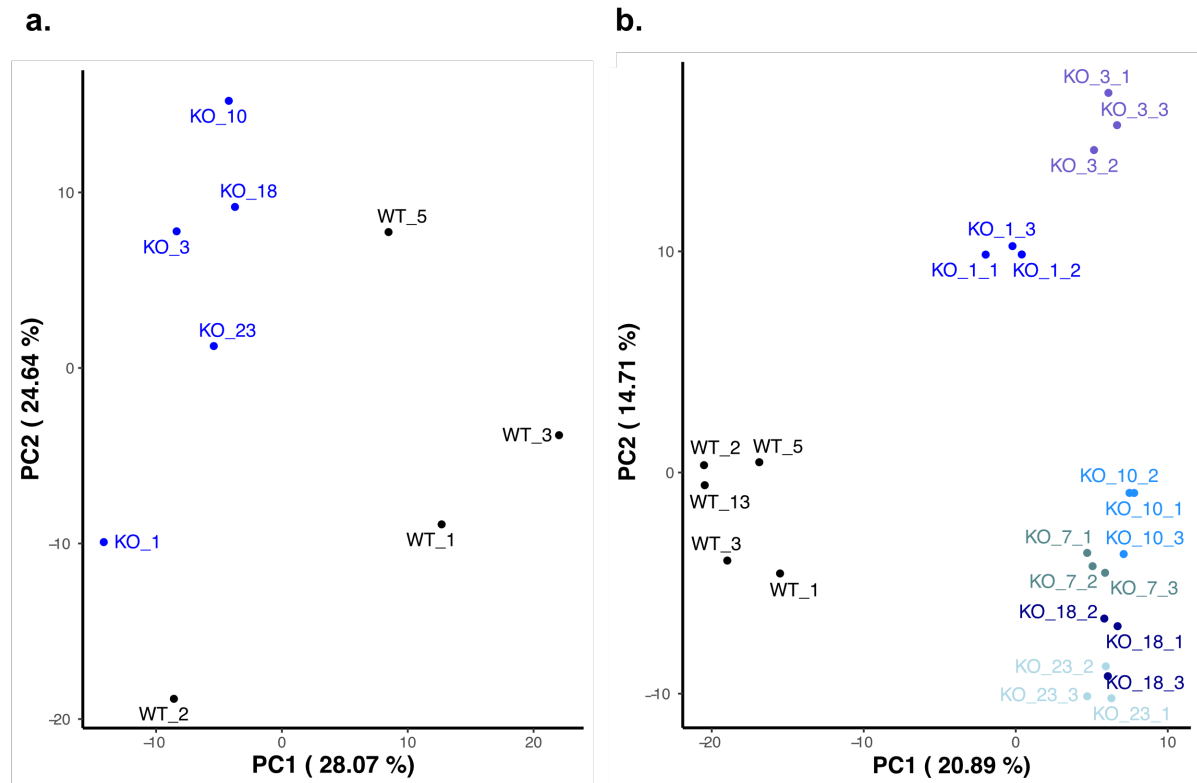 a.
KO_10
KO_18
WT_5
KO_3
KO_23
WT_3
WT_1
KO_1
WT_2
10
0
−10
−20
−10
0
10
20
PC2 ( 24.64 %)
PC1 ( 28.07 %)
b.
KO_3_1
KO_3_3
KO_3_2
KO_1_3
KO_1_1
KO_1_2
WT_2
WT_5
WT_13
WT_3
WT_1
KO_10_2
KO_10_1
KO_7_1
KO_10_3
KO_7_2
KO_7_3
KO_18_2
KO_18_1
KO_23_2
KO_18_3
KO_23_3
KO_23_1
10
0
−10
−20
−10
0
10
PC2 ( 14.71 %)
PC1 ( 20.89 %)